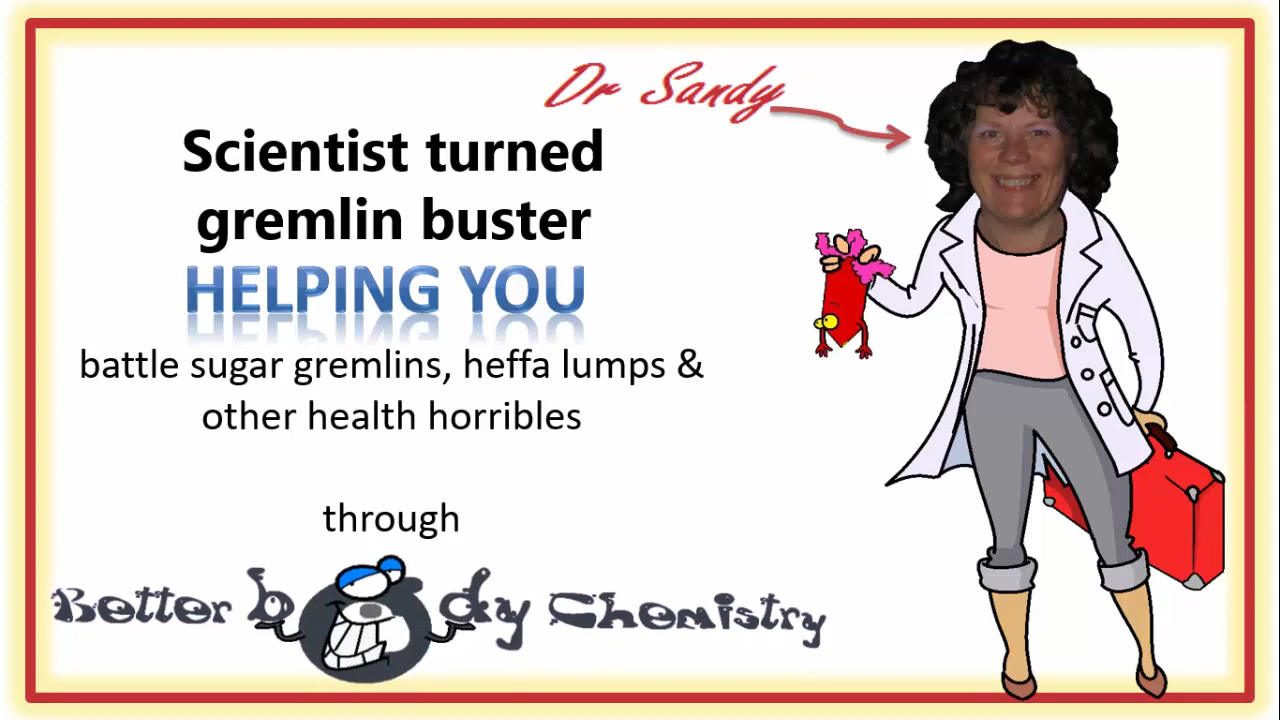 Dr Sandy
Scientist turned
gremlin buster
HELPING YOU
battle sugar gremlins, heffa lumps &
other health horribles
through
Better body Chemistry